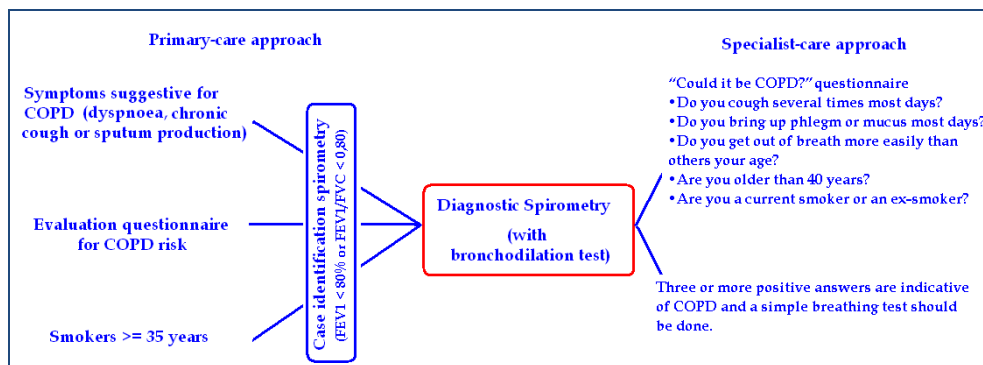 Primary-care approach
Symptoms suggestive for
COPD (dyspnoea, chronic
cough or sputum production)
Evaluation questionnaire
for COPD risk
Smokers >= 35 years
Case identification spirometry
(FEV1 < 80% or FEV1/FVC < 0,80)
Diagnostic Spirometry
(with
bronchodilation test)
Specialist-care approach
“Could it be COPD?” questionnaire
•Do you cough several times most days?
•Do you bring up phlegm or mucus most days?
•Do you get out of breath more easily than
others your age?
•Are you older than 40 years?
•Are you a current smoker or an ex-smoker?
Three or more positive answers are indicative
of COPD and a simple breathing test should
be done.